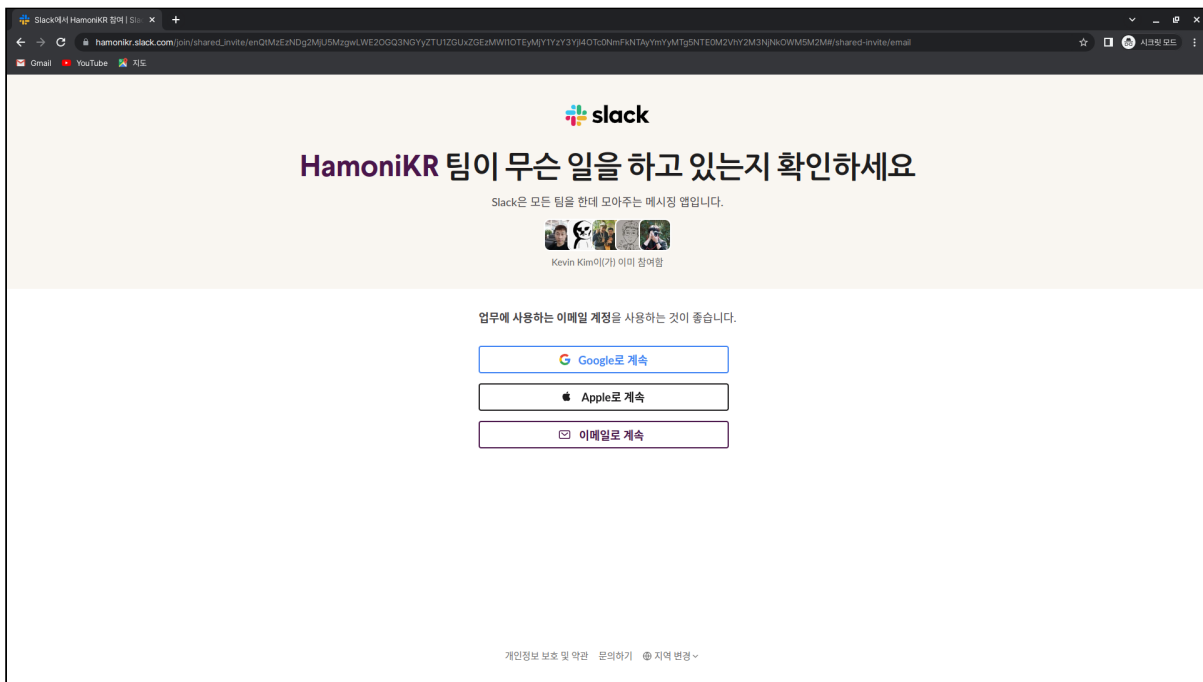 Slack에서 HamoniKR 참여 | Sla
hamonikr.slack.com/join/shared_invite/enQtMzEzNDg2MjU5MzgwLWE2OGQ3NGYyZTU1ZGUxZGEzMWI1OTEyMjY1YzY3YjI4OTc0NmFkNTAyYmYyMTg5NTE0M2VhY2M3NjNkOWM5M2M#/shared-invite/email
시크릿 모드
Gmail YouTube 지도
slack
HamoniKR 팀이 무슨 일을 하고 있는지 확인하세요
Slack은 모든 팀을 한데 모아주는 메시징 앱입니다.
Kevin Kim이(가) 이미 참여함
업무에 사용하는 이메일 계정을 사용하는 것이 좋습니다.
Google로 계속
Apple로 계속
이메일로 계속
개인정보 보호 및 약관 문의하기 지역 변경